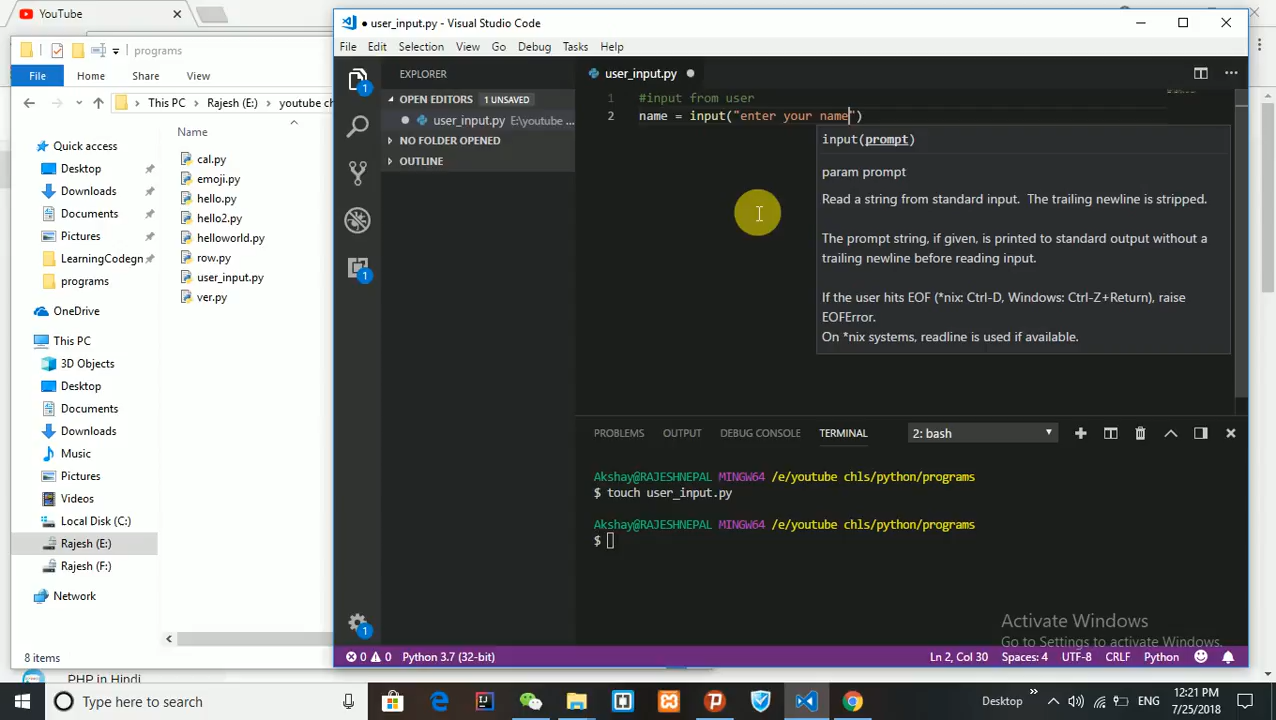 YouTube
programs
File Home Share View
This PC Rajesh (E:) youtube ch
Name
Quick access
Desktop
Downloads
Documents
Pictures
LearningCodegn
programs
OneDrive
This PC
3D Objects
Desktop
Documents
Downloads
Music
Pictures
Videos
Local Disk (C:)
Rajesh (E:)
Rajesh (F:)
Network
cal.py
emoji.py
hello.py
hello2.py
helloworld.py
row.py
user_input.py
ver.py
8 items
PHP in Hindi
● user_input.py - Visual Studio Code
File Edit Selection View Go Debug Tasks Help
1
1
1
EXPLORER
OPEN EDITORS 1 UNSAVED
user_input.py E:\youtube ...
NO FOLDER OPENED
OUTLINE
user_input.py
1 #input from user
2 name = input("enter your name")
input(prompt)
param prompt
Read a string from standard input. The trailing newline is stripped.
The prompt string, if given, is printed to standard output without a
trailing newline before reading input.
If the user hits EOF (*nix: Ctrl-D, Windows: Ctrl-Z+Return), raise
EOFError.
On *nix systems, readline is used if available.
PROBLEMS OUTPUT DEBUG CONSOLE TERMINAL 2: bash
Akshay@RAJESHNEPAL MINGW64 /e/youtube chls/python/programs
$ touch user_input.py
Akshay@RAJESHNEPAL MINGW64 /e/youtube chls/python/programs
$
Activate Windows
Go to Settings to activate Windows.
0 0 Python 3.7 (32-bit) Ln 2, Col 30 Spaces: 4 UTF-8 CRLF Python
Type here to search
Desktop ENG
12:21 PM
7/25/2018